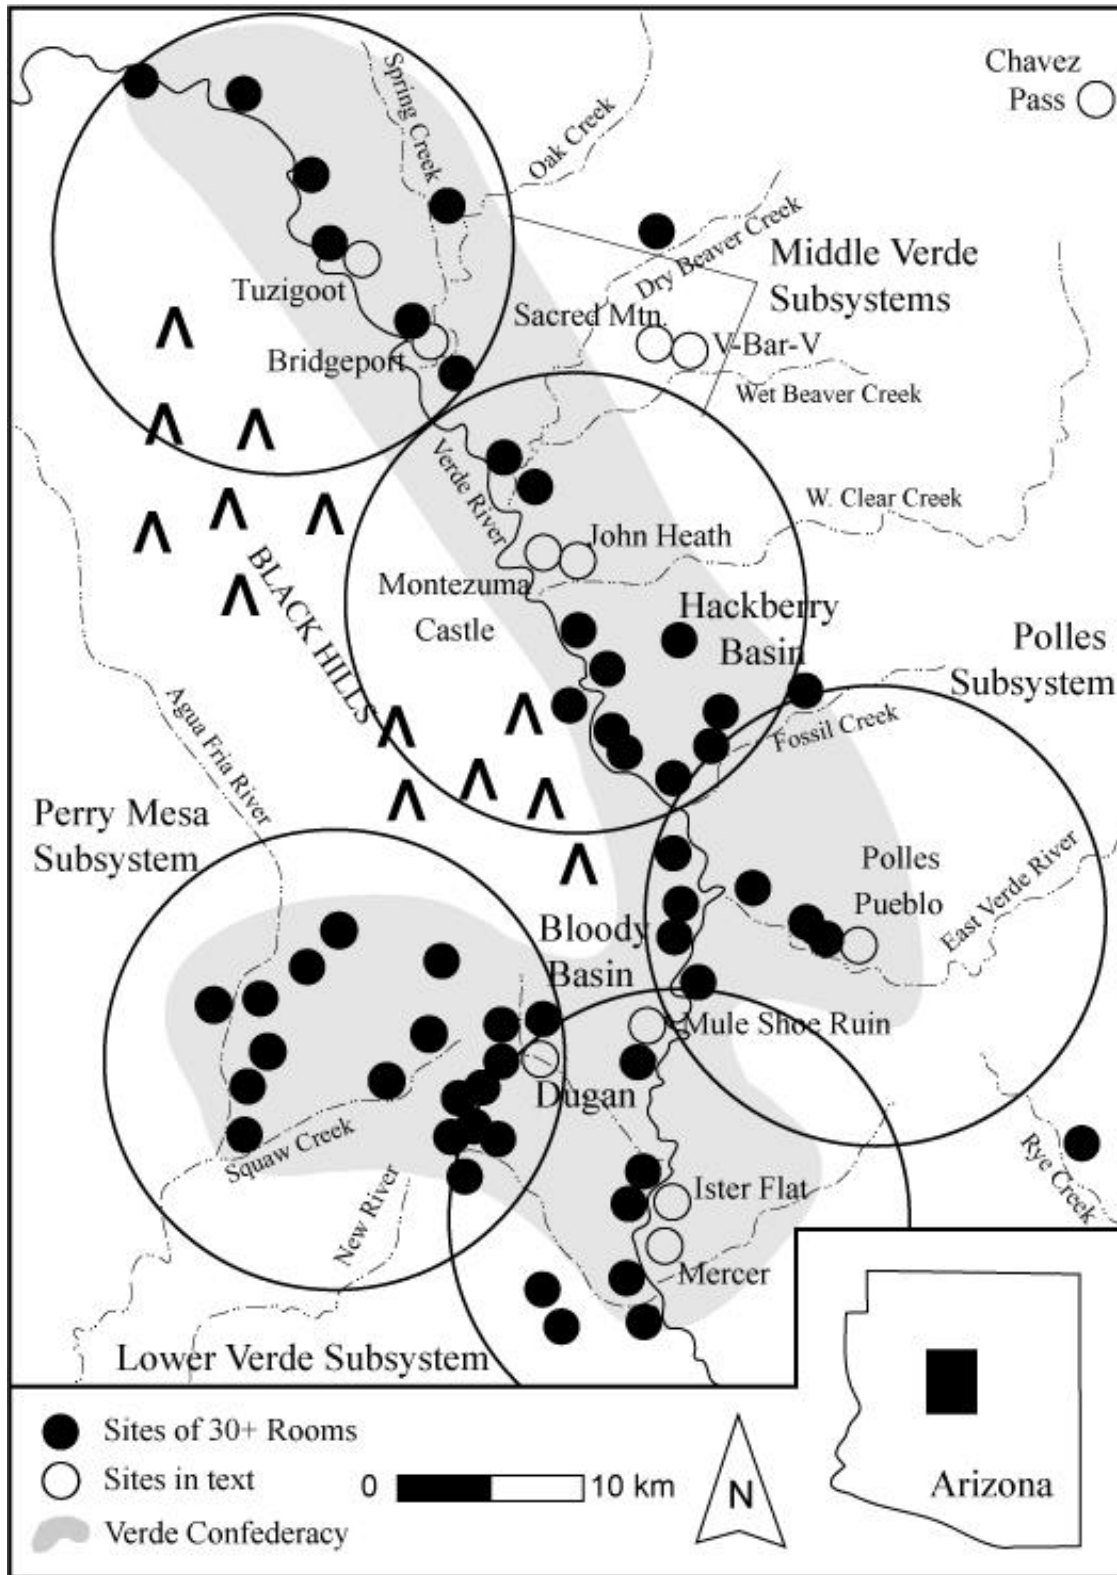 Chavez
Pass
Spring Creek
Oak Creek
Dry Beaver Creek
Middle Verde
Subsystems
Tuzigoot
Sacred Mtn.
V-Bar-V
Bridgeport
Wet Beaver Creek
Verde River
W. Clear Creek
John Heath
Montezuma
Castle
BLACK HILLS
Hackberry
Basin
Polles
Subsystem
Fossil Creek
Agua Fria River
Perry Mesa
Subsystem
Polles
Pueblo
East Verde River
Bloody
Basin
Mule Shoe Ruin
Dugan
Squaw Creek
New River
Ister Flat
Rye Creek
Mercer
Lower Verde Subsystem
Sites of 30+ Rooms
Sites in text
Verde Confederacy
0 10 km
N
Arizona